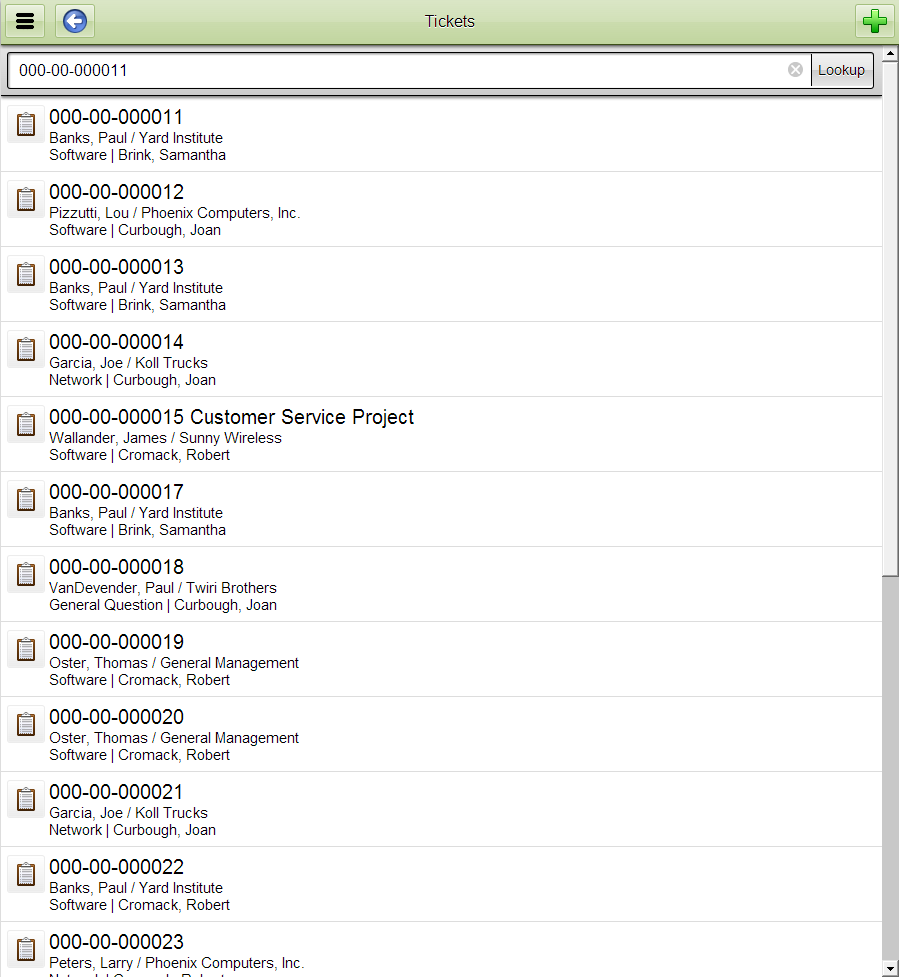 Tickets
000-00-000011
Lookup
000-00-000011
Banks, Paul / Yard Institute
Software | Brink, Samantha
000-00-000012
Pizzutti, Lou / Phoenix Computers, Inc.
Software | Curbough, Joan
000-00-000013
Banks, Paul / Yard Institute
Software | Brink, Samantha
000-00-000014
Garcia, Joe / Koll Trucks
Network | Curbough, Joan
000-00-000015 Customer Service Project
Wallander, James / Sunny Wireless
Software | Cromack, Robert
000-00-000017
Banks, Paul / Yard Institute
Software | Brink, Samantha
000-00-000018
VanDevender, Paul / Twiri Brothers
General Question | Curbough, Joan
000-00-000019
Oster, Thomas / General Management
Software | Cromack, Robert
000-00-000020
Oster, Thomas / General Management
Software | Cromack, Robert
000-00-000021
Garcia, Joe / Koll Trucks
Network | Curbough, Joan
000-00-000022
Banks, Paul / Yard Institute
Software | Cromack, Robert
000-00-000023
Peters, Larry / Phoenix Computers, Inc.